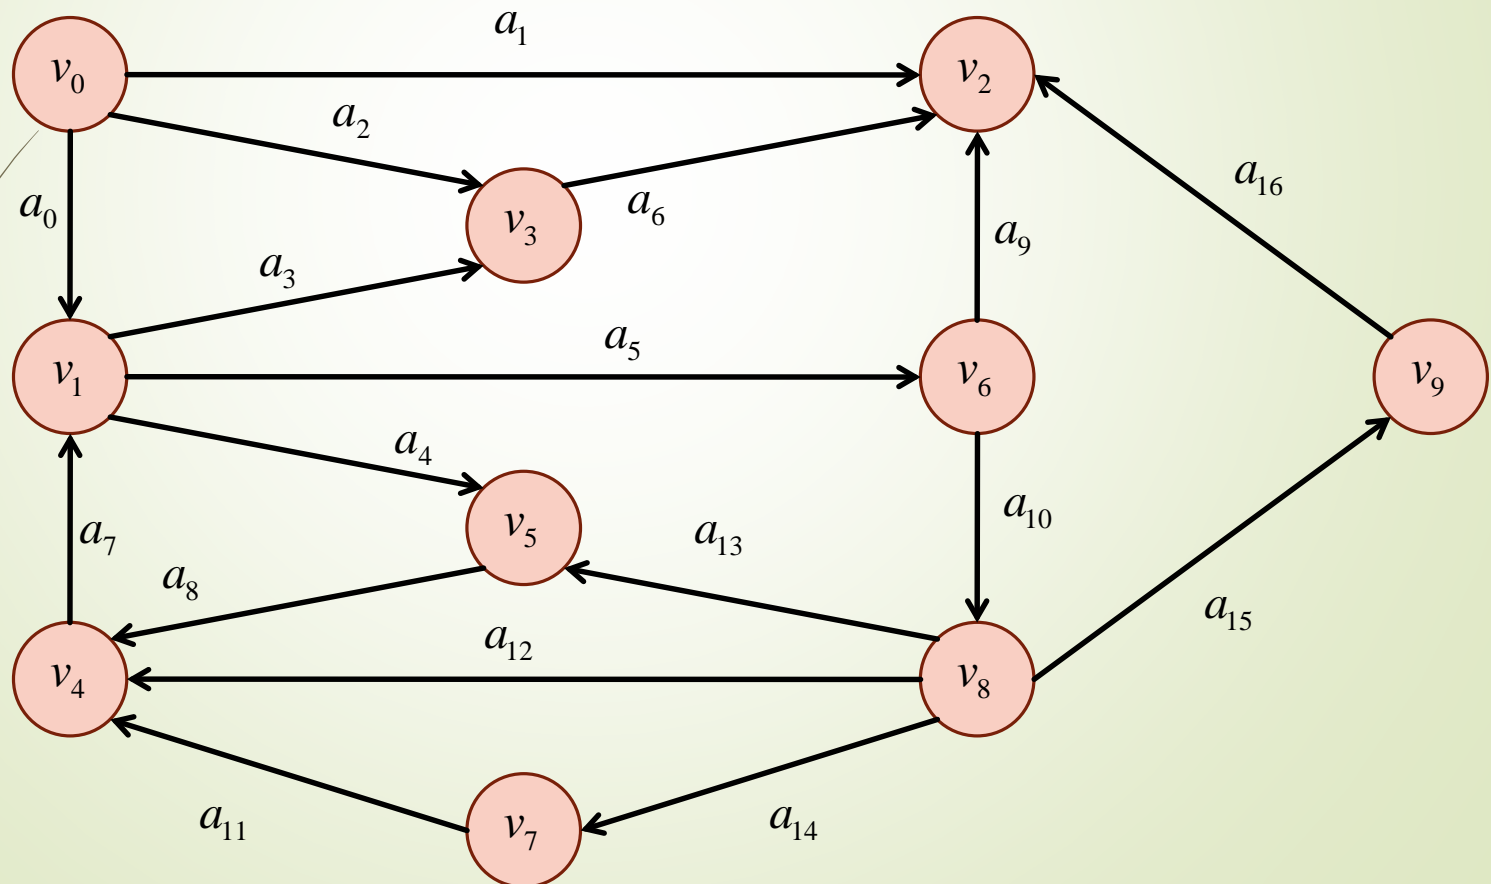 a₁
v₀
v₂
a₂
a₁₆
a₀
a₆
v₃
a₉
a₃
a₅
v₁
v₆
v₉
a₄
a₁₀
a₇
v₅
a₁₃
a₈
a₁₅
a₁₂
v₄
v₈
a₁₁
v₇
a₁₄